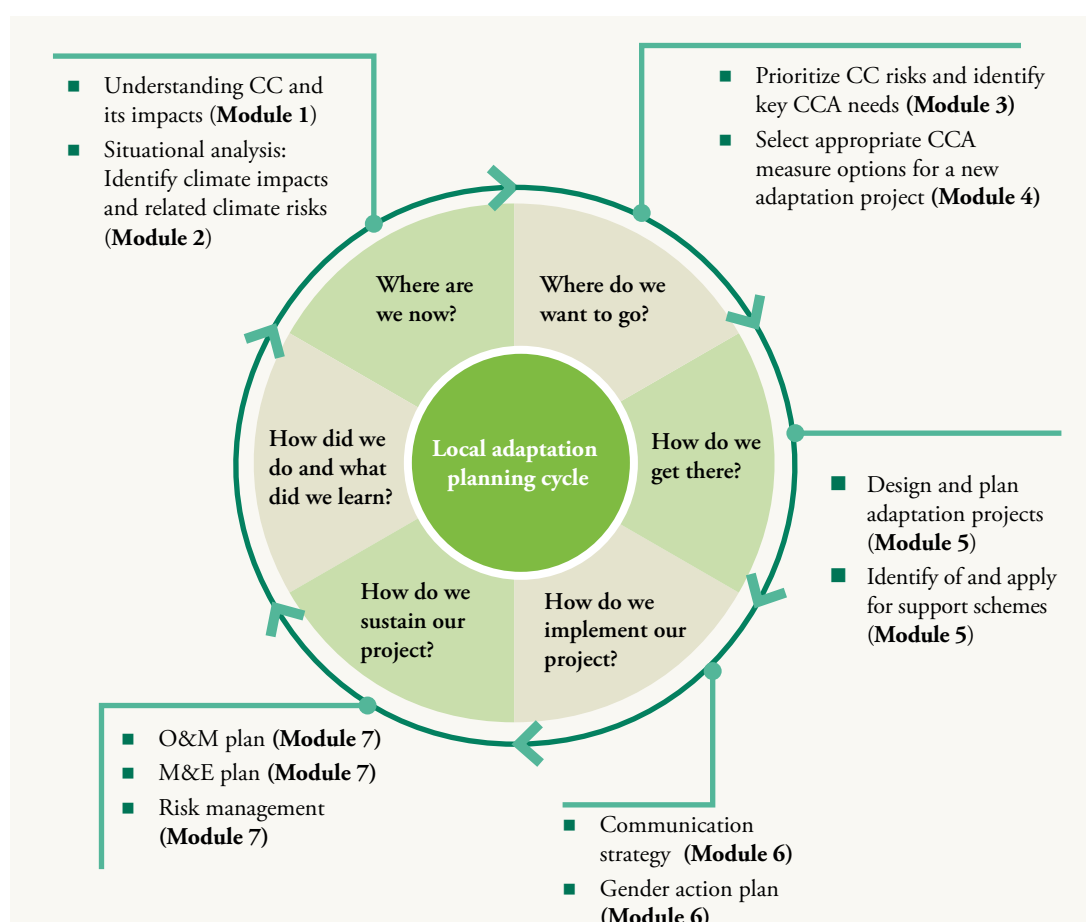 ■ Understanding CC and
its impacts (Module 1)
■ Situational analysis:
Identify climate impacts
and related climate risks
(Module 2)
■ Prioritize CC risks and identify
key CCA needs (Module 3)
■ Select appropriate CCA
measure options for a new
adaptation project (Module 4)
Where are
we now?
Where do we
want to go?
How did we
do and what
did we learn?
Local adaptation
planning cycle
How do we
get there?
■ Design and plan
adaptation projects
(Module 5)
■ Identify of and apply
for support schemes
(Module 5)
How do we
sustain our
project?
How do we
implement our
project?
■ O&M plan (Module 7)
■ M&E plan (Module 7)
■ Risk management
(Module 7)
■ Communication
strategy (Module 6)
■ Gender action plan
(Module 6)